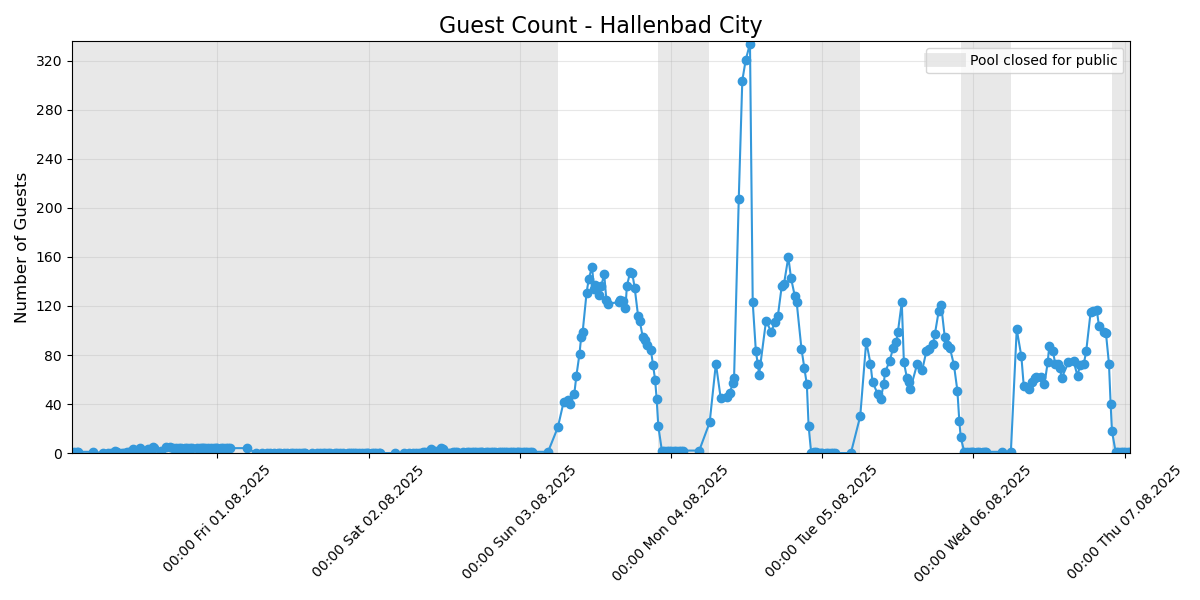 Guest Count - Hallenbad City
Pool closed for public
Number of Guests
320
280
240
200
160
120
80
40
0
00:00 Fri 01.08.2025
00:00 Sat 02.08.2025
00:00 Sun 03.08.2025
00:00 Mon 04.08.2025
00:00 Tue 05.08.2025
00:00 Wed 06.08.2025
00:00 Thu 07.08.2025